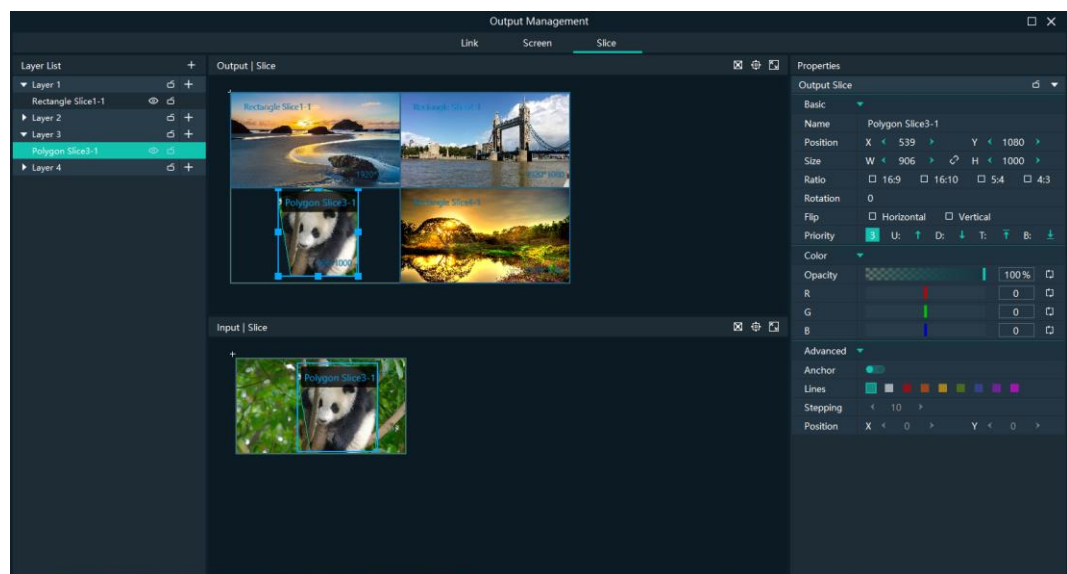 Output Management
Link Screen Slice
Layer List
Layer 1
Rectangle Slice1-1
Layer 2
Layer 3
Polygon Slice3-1
Layer 4
Output | Slice
Rectangle Slice1-1
Polygon Slice3-1
Input | Slice
Polygon Slice3-1
Properties
Output Slice
Basic
Name Polygon Slice3-1
Position X 539 Y 1080
Size W 906 H 1000
Ratio 16:9 16:10 5:4 4:3
Rotation 0
Flip Horizontal Vertical
Priority 3 U: D: T: B:
Color
Opacity 100%
R 0
G 0
B 0
Advanced
Anchor
Lines
Stepping 10
Position X 0 Y 0